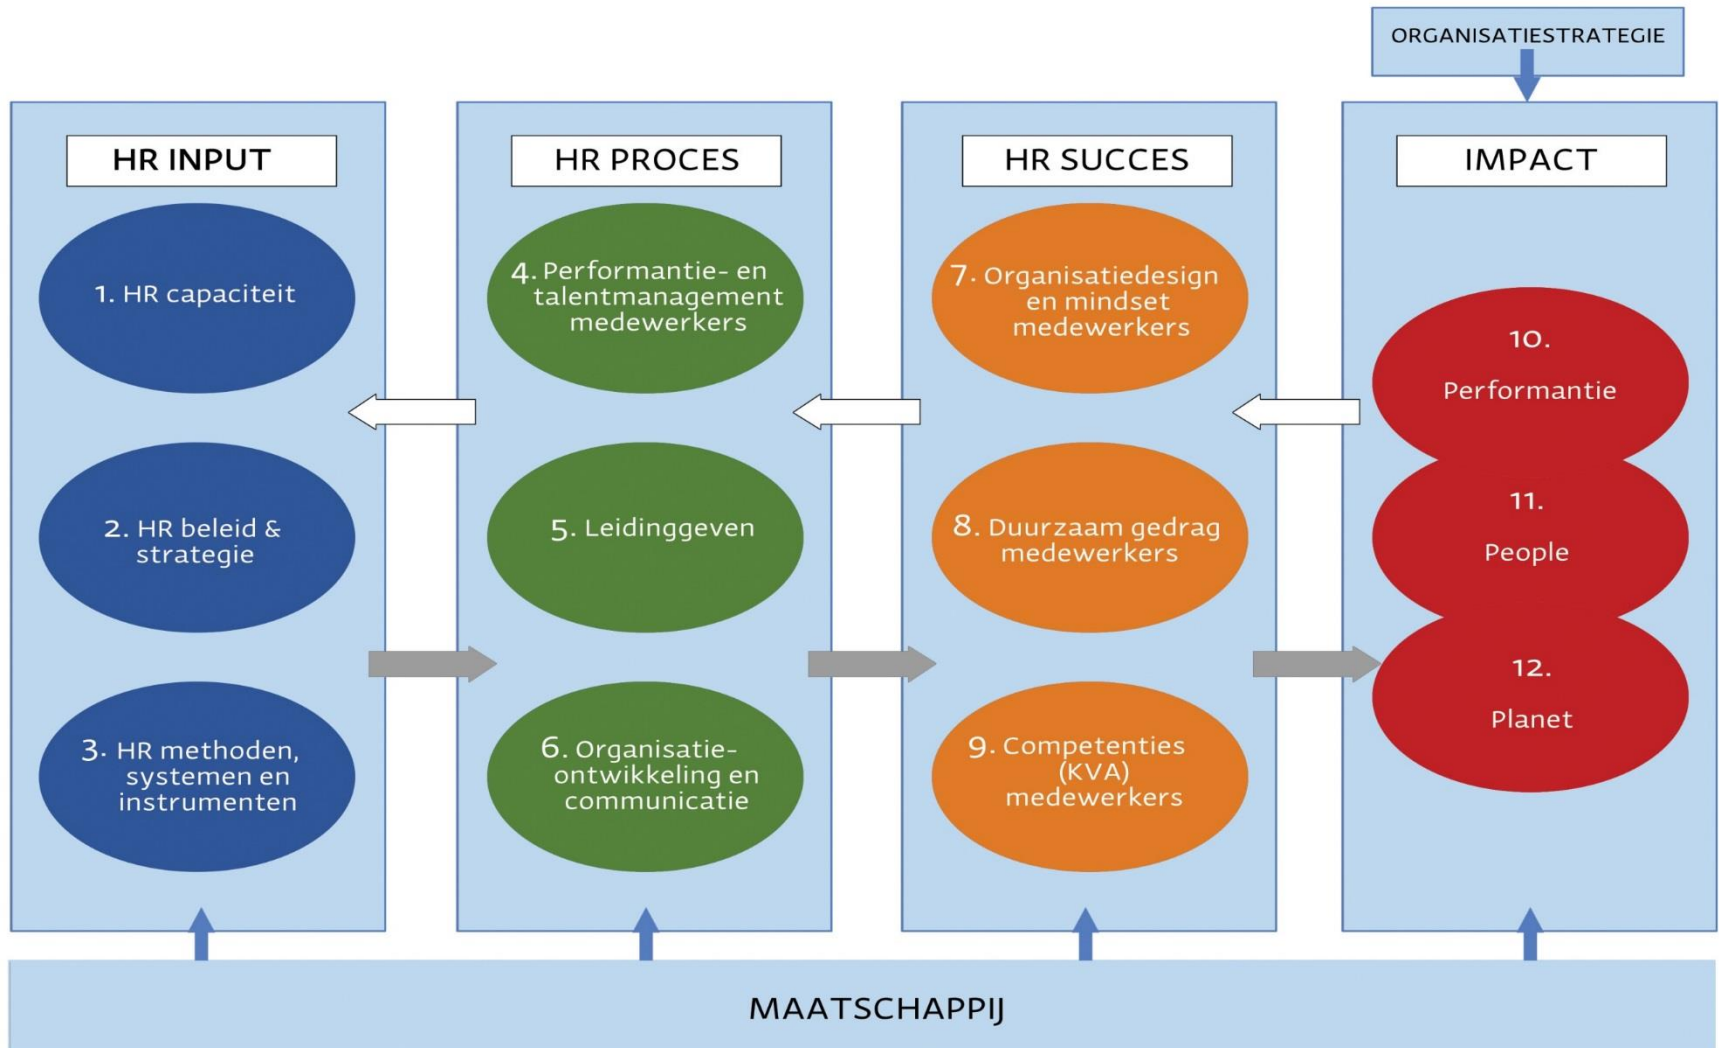 ORGANISATIESTRATEGIE
HR INPUT
1. HR capaciteit
2. HR beleid &
strategie
3. HR methoden,
systemen en
instrumenten
HR PROCES
4. Performantie- en
talentmanagement
medewerkers
5. Leidinggeven
6. Organisatie-
ontwikkeling en
communicatie
HR SUCCES
7. Organisatiedesign
en mindset
medewerkers
8. Duurzaam gedrag
medewerkers
9. Competenties
(KVA)
medewerkers
IMPACT
10.
Performantie
11.
People
12.
Planet
MAATSCHAPPIJ